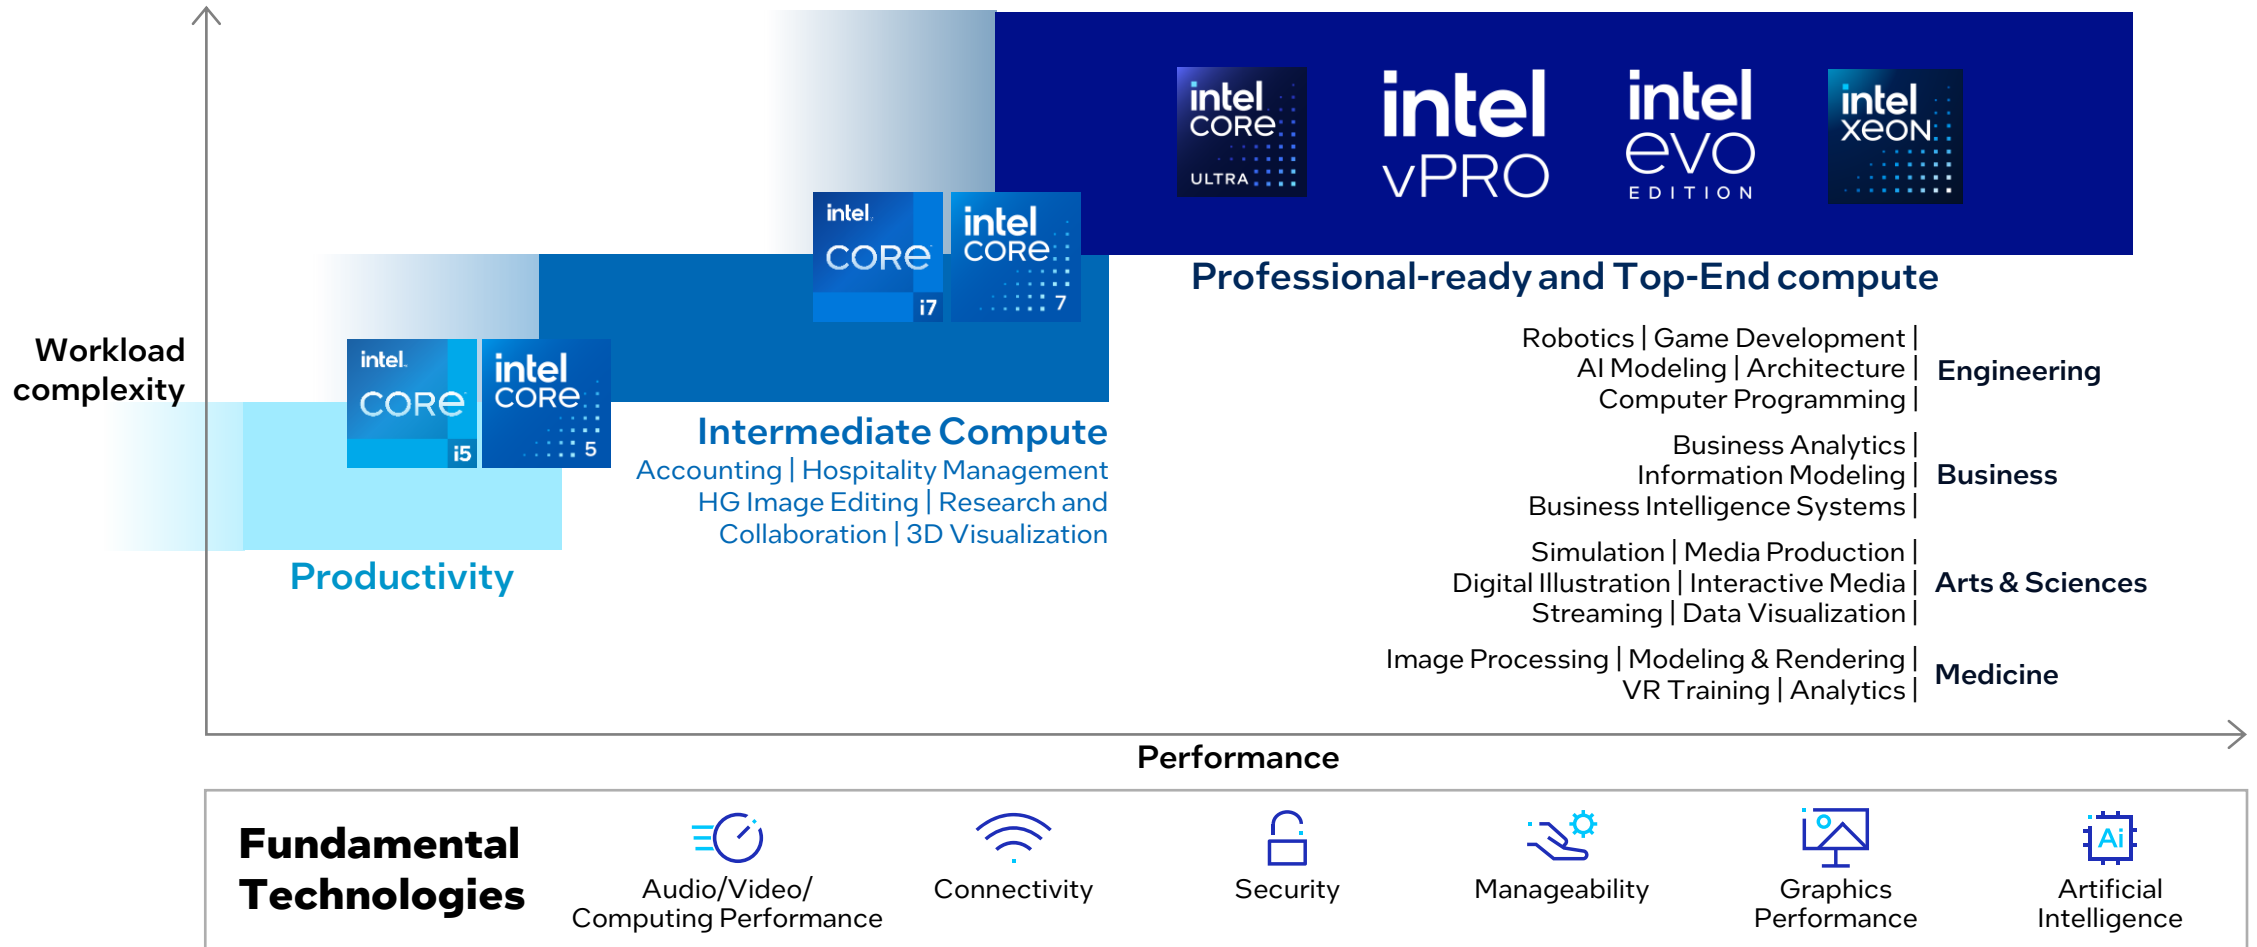 intel
CORE
ULTRA
intel
vPRO
intel
evo
EDITION
intel
XEON
intel
CORE
i7
intel
CORE
7
Professional-ready and Top-End compute
Robotics | Game Development |
AI Modeling | Architecture |
Computer Programming |
Engineering
Business Analytics |
Information Modeling |
Business Intelligence Systems |
Business
Simulation | Media Production |
Digital Illustration | Interactive Media |
Streaming | Data Visualization |
Arts & Sciences
Image Processing | Modeling & Rendering |
VR Training | Analytics |
Medicine
Workload
complexity
intel
CORE
i5
intel
CORE
5
Intermediate Compute
Accounting | Hospitality Management
HG Image Editing | Research and
Collaboration | 3D Visualization
Productivity
Performance
Fundamental
Technologies
Audio/Video/
Computing Performance
Connectivity
Security
Manageability
Graphics
Performance
Ai
Artificial
Intelligence